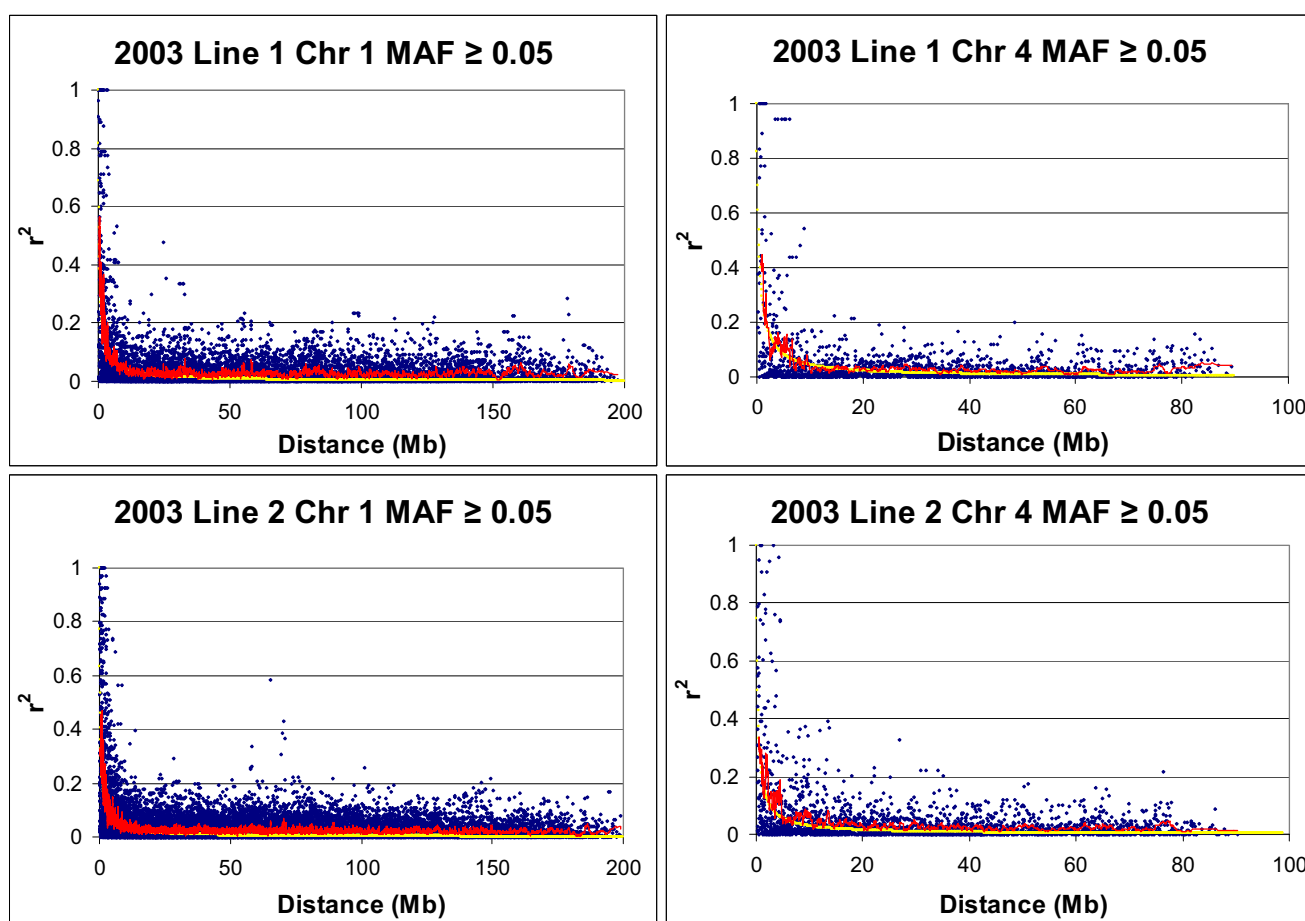 2003 Line 1 Chr 1 MAF ≥ 0.05
1
0.8
0.6
0.4
0.2
0
r²
0 50 100 150 200
Distance (Mb)
2003 Line 1 Chr 4 MAF ≥ 0.05
1
0.8
0.6
0.4
0.2
0
r²
0 20 40 60 80 100
Distance (Mb)
2003 Line 2 Chr 1 MAF ≥ 0.05
1
0.8
0.6
0.4
0.2
0
r²
0 50 100 150 200
Distance (Mb)
2003 Line 2 Chr 4 MAF ≥ 0.05
1
0.8
0.6
0.4
0.2
0
r²
0 20 40 60 80 100
Distance (Mb)